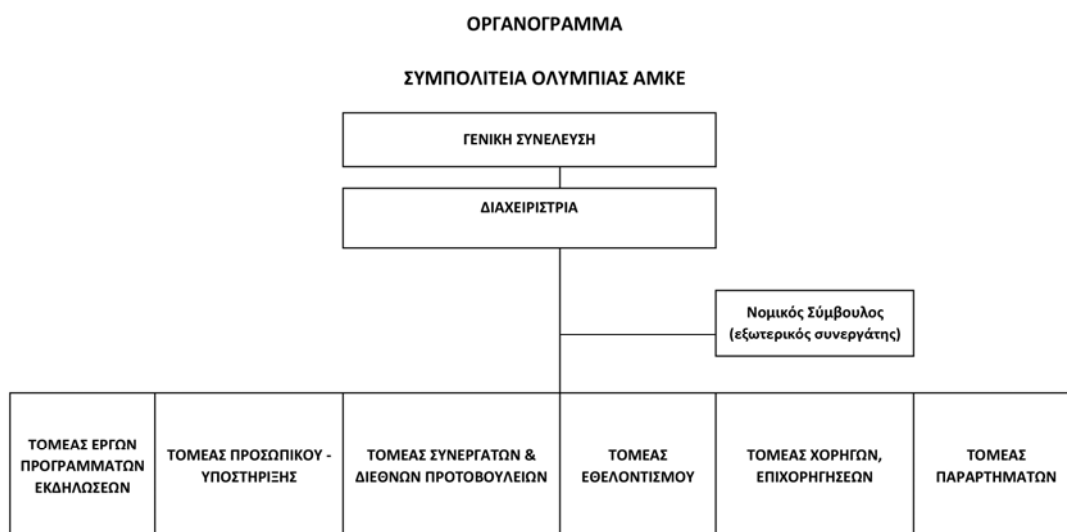 ΟΡΓΑΝΟΓΡΑΜΜΑ
ΣΥΜΠΟΛΙΤΕΙΑ ΟΛΥΜΠΙΑΣ ΑΜΚΕ
ΓΕΝΙΚΗ ΣΥΝΕΛΕΥΣΗ
ΔΙΑΧΕΙΡΙΣΤΡΙΑ
Νομικός Σύμβουλος
(εξωτερικός συνεργάτης)
ΤΟΜΕΑΣ ΕΡΓΩΝ
ΠΡΟΓΡΑΜΜΑΤΩΝ
ΕΚΔΗΛΩΣΕΩΝ
ΤΟΜΕΑΣ ΠΡΟΣΩΠΙΚΟΥ -
ΥΠΟΣΤΗΡΙΞΗΣ
ΤΟΜΕΑΣ ΣΥΝΕΡΓΑΤΩΝ &
ΔΙΕΘΝΩΝ ΠΡΟΤΟΒΟΥΛΕΙΩΝ
ΤΟΜΕΑΣ
ΕΘΕΛΟΝΤΙΣΜΟΥ
ΤΟΜΕΑΣ ΧΟΡΗΓΩΝ,
ΕΠΙΧΟΡΗΓΗΣΕΩΝ
ΤΟΜΕΑΣ
ΠΑΡΑΡΤΗΜΑΤΩΝ